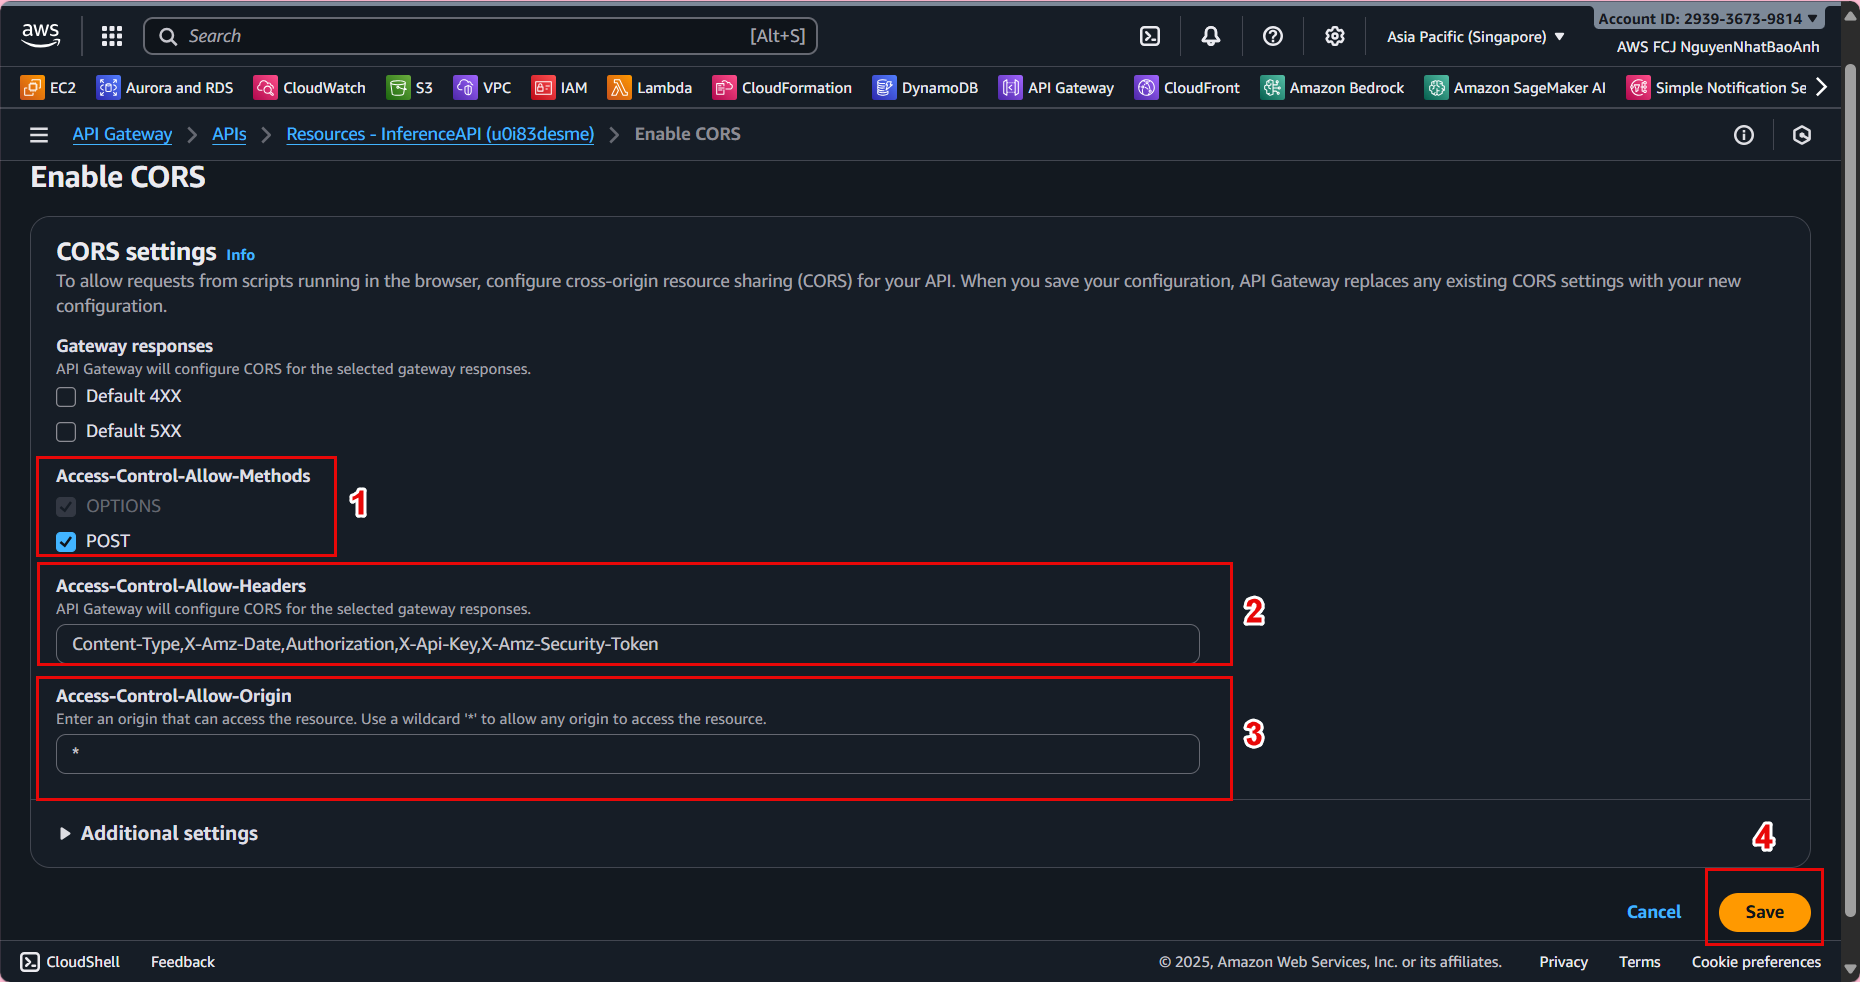 aws
Search
[Alt+S]
Asia Pacific (Singapore)
Account ID: 2939-3673-9814
AWS FCJ NguyenNhatBaoAnh
EC2
Aurora and RDS
CloudWatch
S3
VPC
IAM
Lambda
CloudFormation
DynamoDB
API Gateway
CloudFront
Amazon Bedrock
Amazon SageMaker AI
Simple Notification Se
API Gateway
APIs
Resources - InferenceAPI (u0i83desme)
Enable CORS
Enable CORS
CORS settings Info
To allow requests from scripts running in the browser, configure cross-origin resource sharing (CORS) for your API. When you save your configuration, API Gateway replaces any existing CORS settings with your new
configuration.
Gateway responses
API Gateway will configure CORS for the selected gateway responses.
Default 4XX
Default 5XX
Access-Control-Allow-Methods
OPTIONS
POST
1
Access-Control-Allow-Headers
API Gateway will configure CORS for the selected gateway responses.
Content-Type,X-Amz-Date,Authorization,X-Api-Key,X-Amz-Security-Token
2
Access-Control-Allow-Origin
Enter an origin that can access the resource. Use a wildcard '*' to allow any origin to access the resource.
*
3
Additional settings
4
Cancel
Save
CloudShell
Feedback
© 2025, Amazon Web Services, Inc. or its affiliates.
Privacy
Terms
Cookie preferences